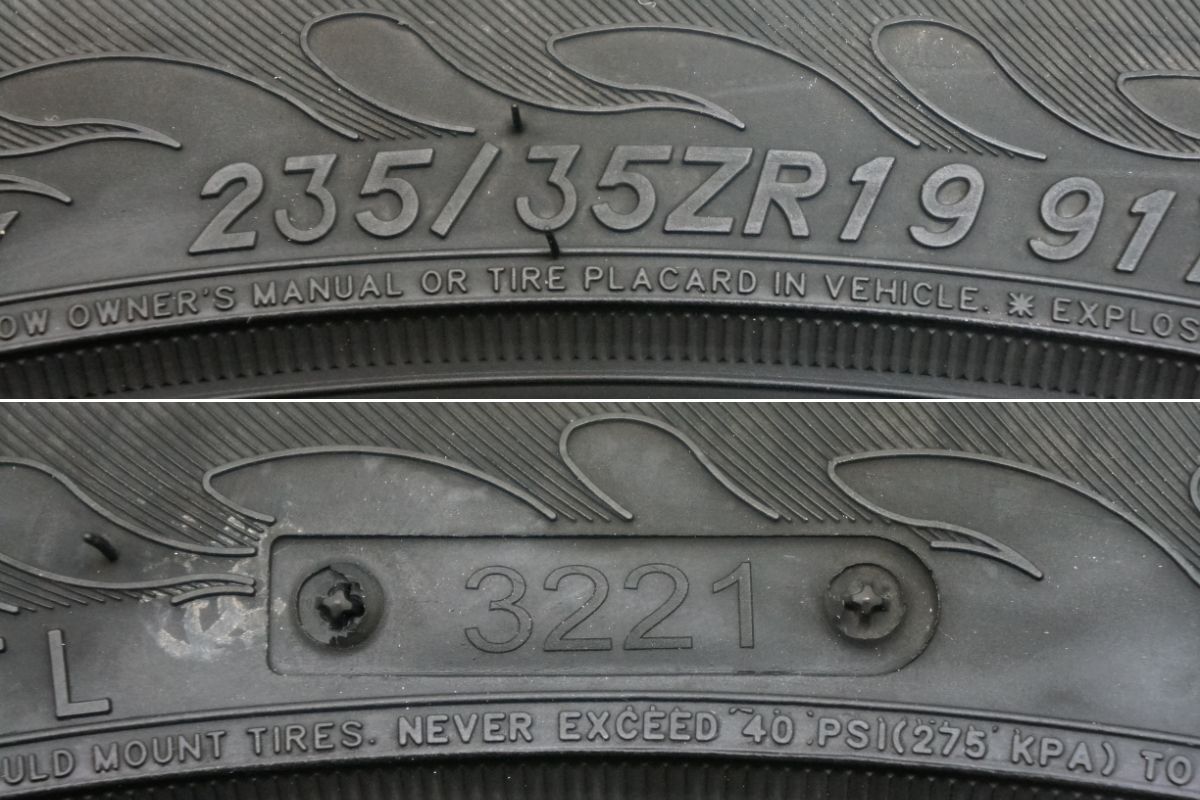 235/35ZR19 91
OW OWNER'S MANUAL OR TIRE PLACARD IN VEHICLE. ✳ EXPLOS
3221
L
ULD MOUNT TIRES. NEVER EXCEED 40 PSI(275 KPA) TO